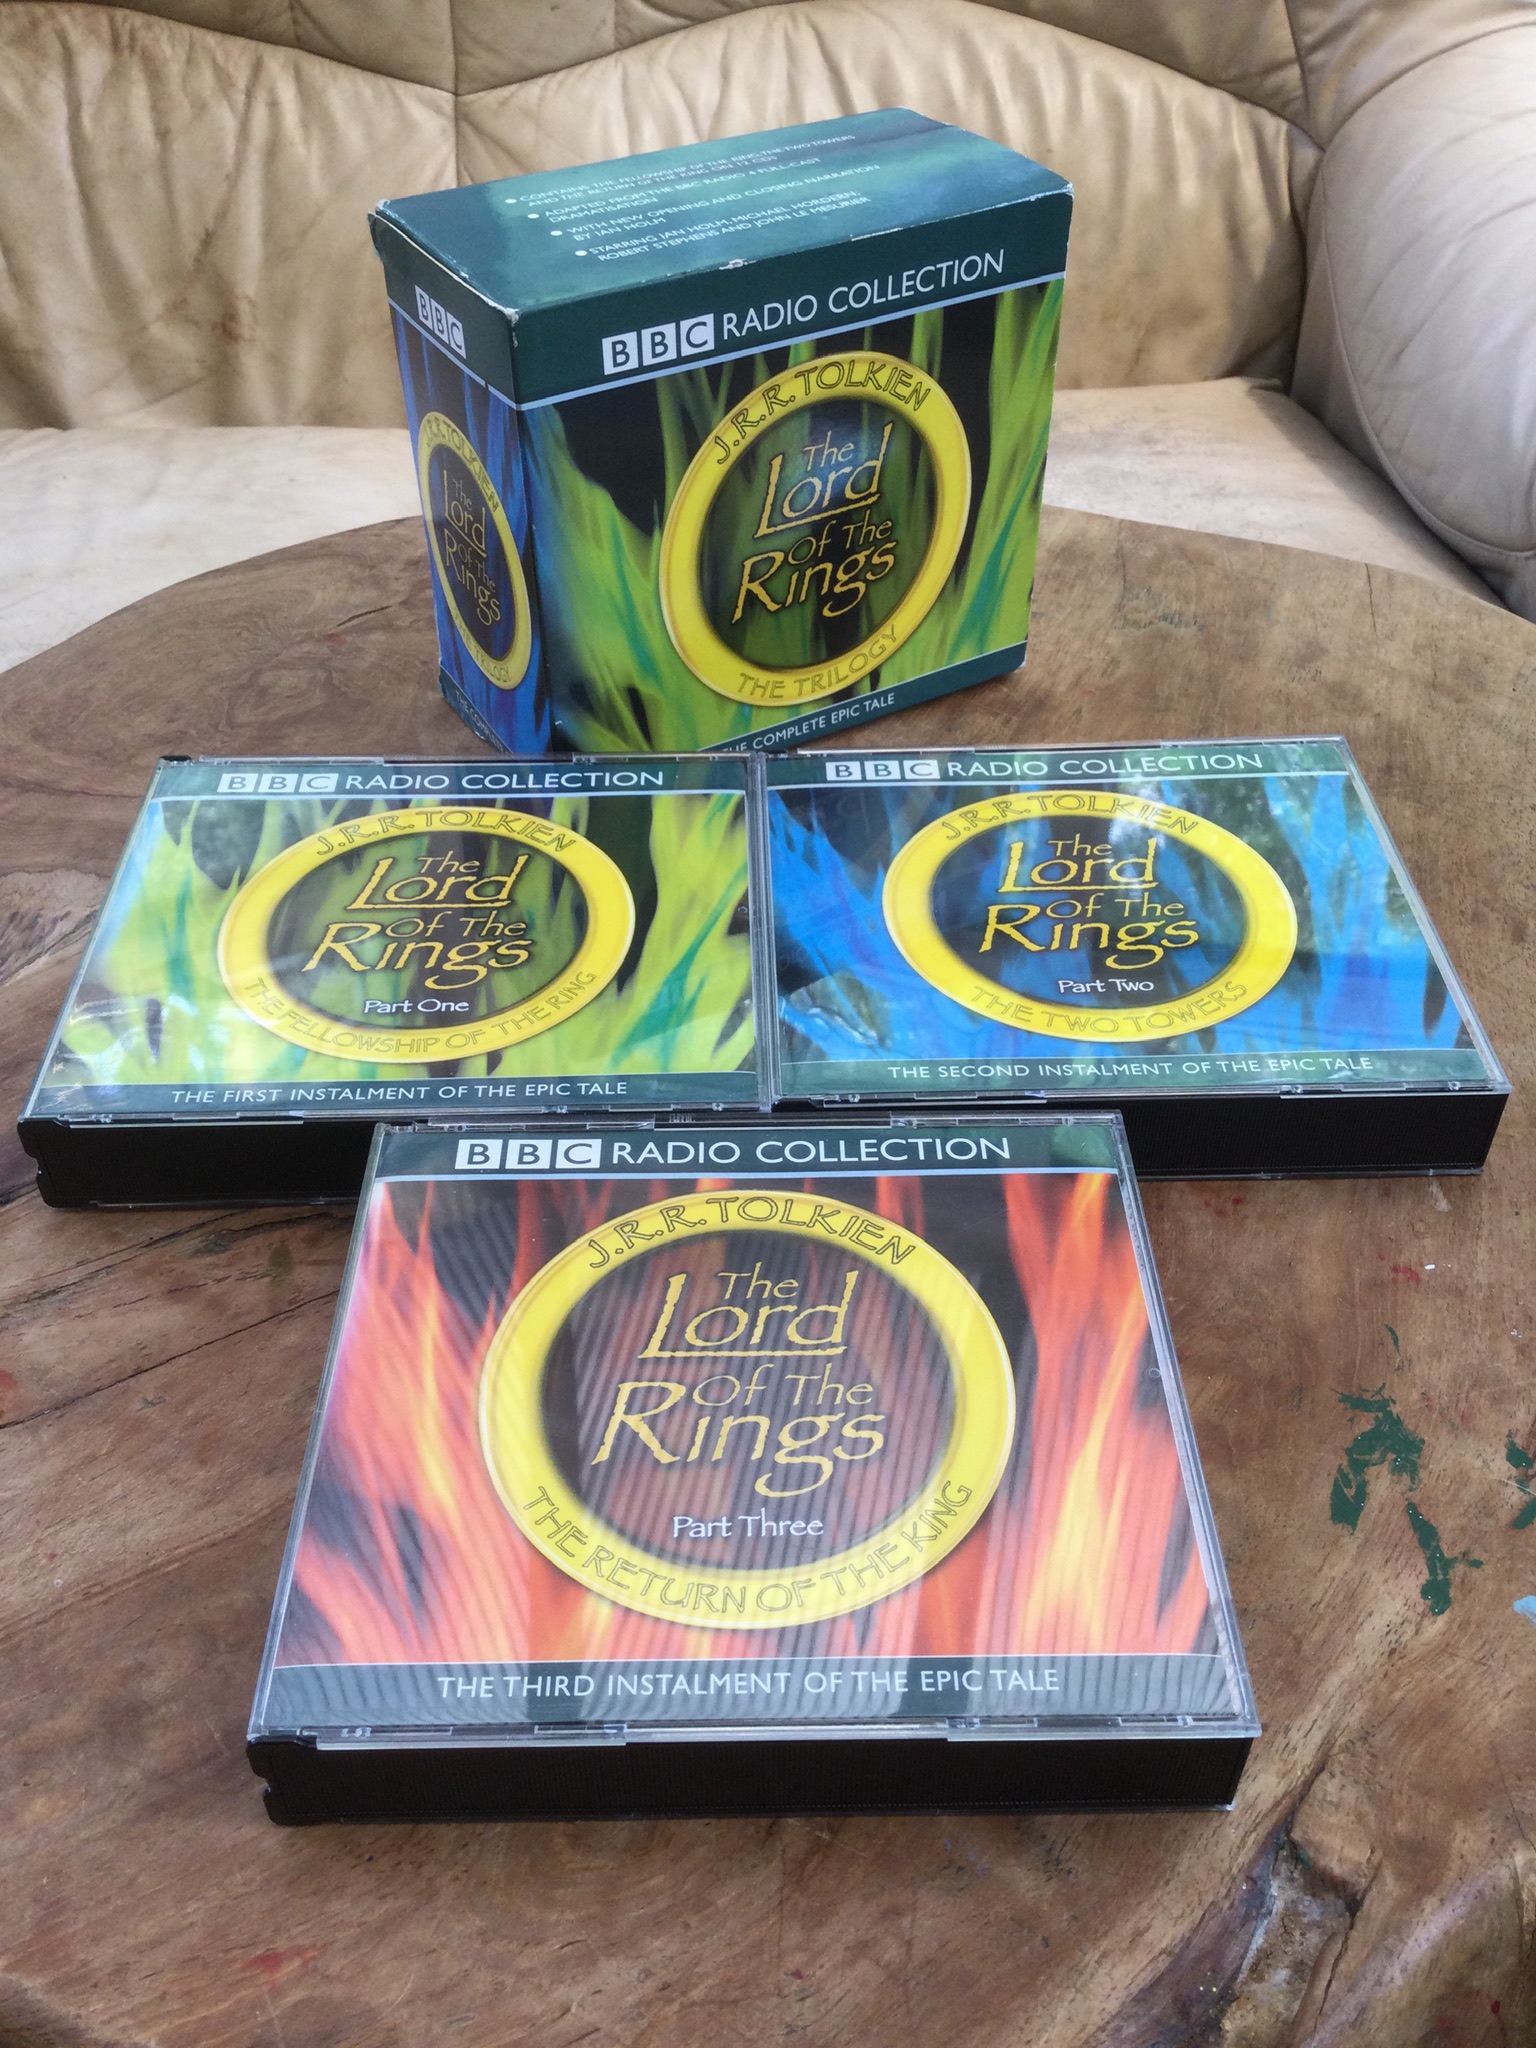 ● CONTAINS THE FELLOWSHIP OF THE RING, THE TWO TOWERS
AND THE RETURN OF THE KING ON 12 CDS
● ADAPTED FROM THE BBC RADIO 4 FULL-CAST
DRAMATISATION
● WITH NEW OPENING AND CLOSING NARRATION
BY IAN HOLM
● STARRING IAN HOLM, MICHAEL HORDERN,
ROBERT STEPHENS AND JOHN LE MESURIER
BBC
J.R.R. TOLKIEN
The
Lord
Of The
Rings
THE TRILOGY
THE COMPLETE
BBC RADIO COLLECTION
J.R.R. TOLKIEN
The
Lord
Of The
Rings
THE TRILOGY
THE COMPLETE EPIC TALE
BBC RADIO COLLECTION
J.R.R. TOLKIEN
The
Lord
Of The
Rings
Part One
THE FELLOWSHIP OF THE RING
THE FIRST INSTALMENT OF THE EPIC TALE
BBC RADIO COLLECTION
J.R.R. TOLKIEN
The
Lord
Of The
Rings
Part Two
THE TWO TOWERS
THE SECOND INSTALMENT OF THE EPIC TALE
BBC RADIO COLLECTION
J.R.R. TOLKIEN
The
Lord
Of The
Rings
Part Three
THE RETURN OF THE KING
THE THIRD INSTALMENT OF THE EPIC TALE